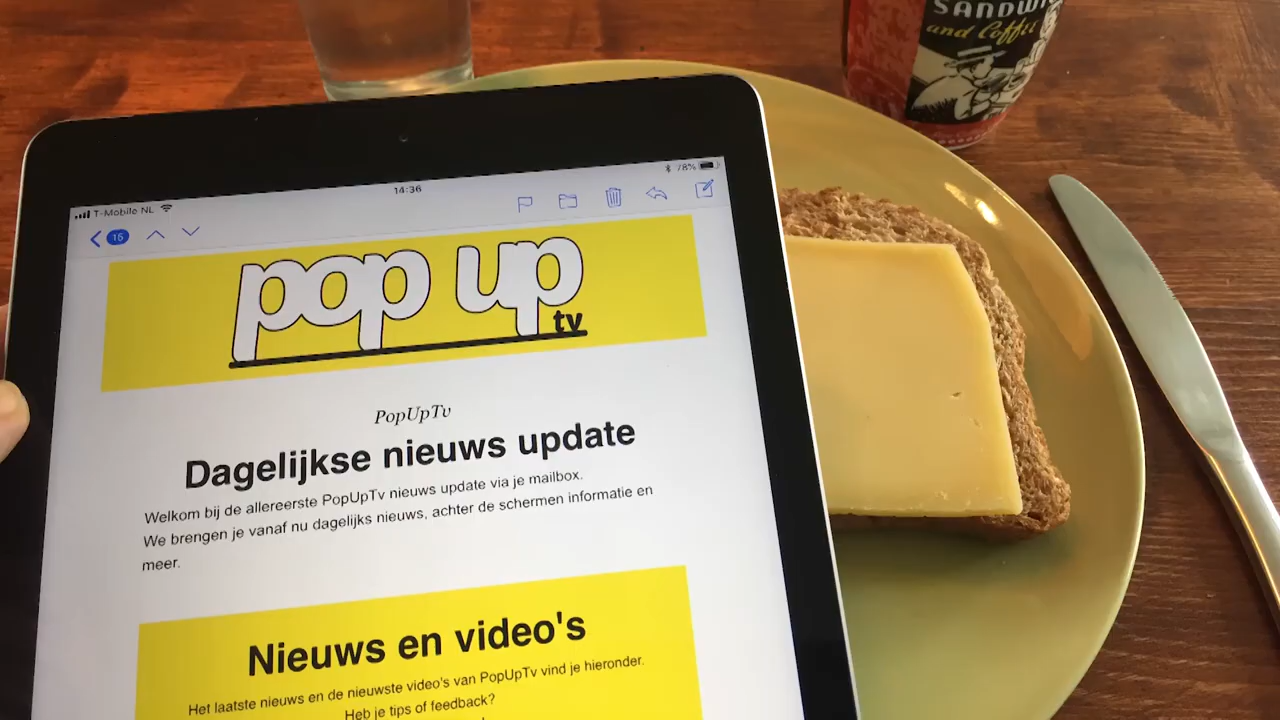 SANDWI
and Coffee
T-Mobile NL
14:36
78%
15
pop up
tv
PopUpTv
Dagelijkse nieuws update
Welkom bij de allereerste PopUpTv nieuws update via je mailbox.
We brengen je vanaf nu dagelijks nieuws, achter de schermen informatie en
meer.
Nieuws en video's
Het laatste nieuws en de nieuwste video's van PopUpTv vind je hieronder.
Heb je tips of feedback?